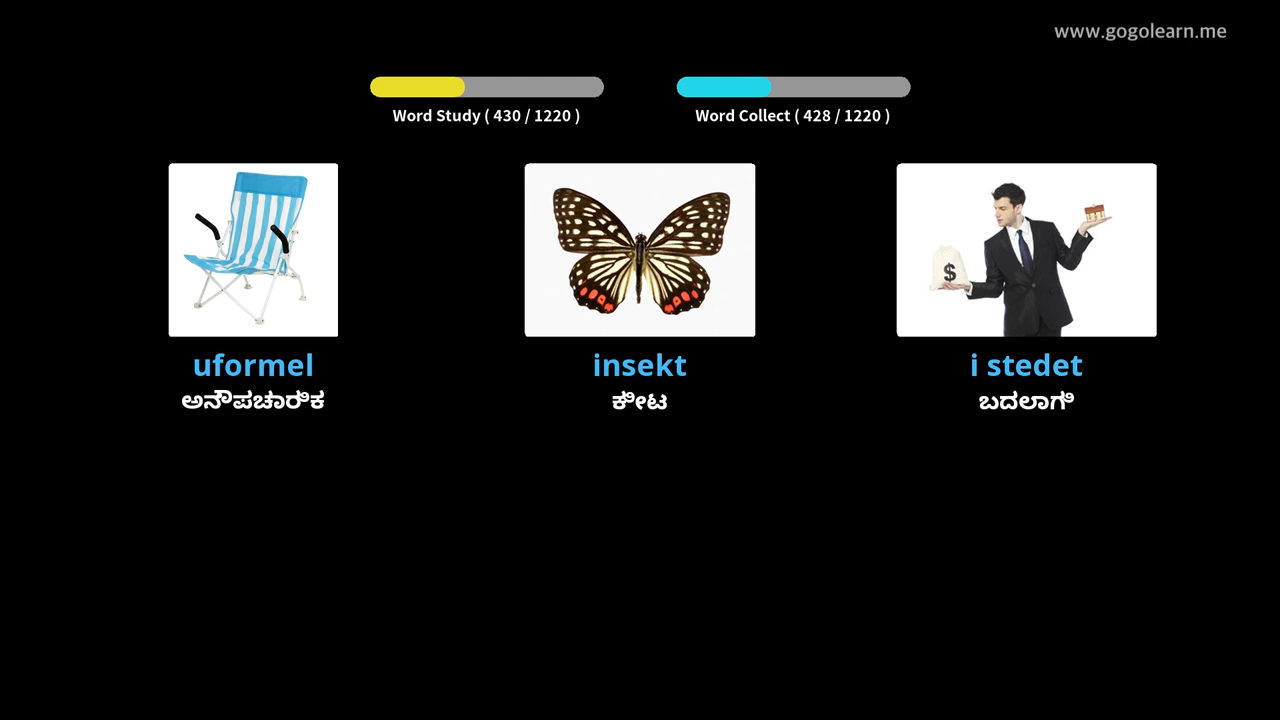 www.gogolearn.me
Word Study ( 430 / 1220 )
Word Collect ( 428 / 1220 )
$
uformel
insekt
i stedet
ಅನೌಪಚಾರಿಕ
ಕೀಟ
ಬದಲಾಗಿ